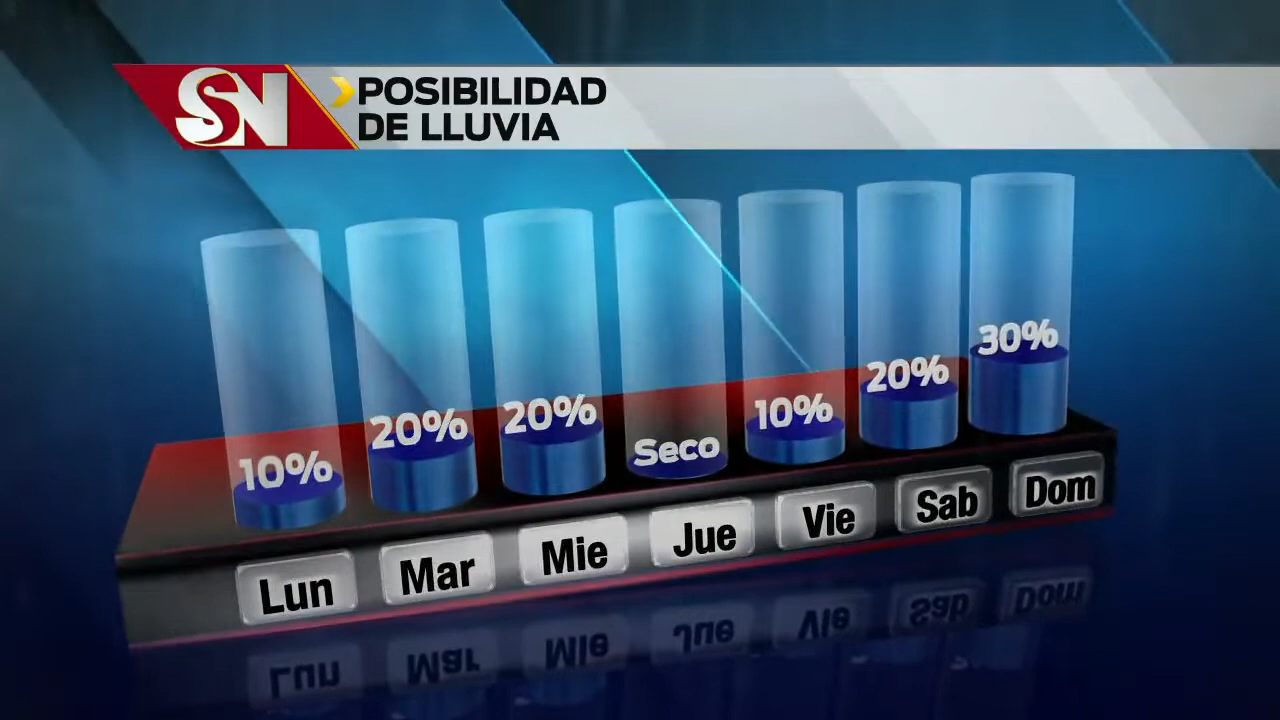 SN
POSIBILIDAD
DE LLUVIA
10%
20%
20%
Seco
10%
20%
30%
Lun
Mar
Mie
Jue
Vie
Sab
Dom